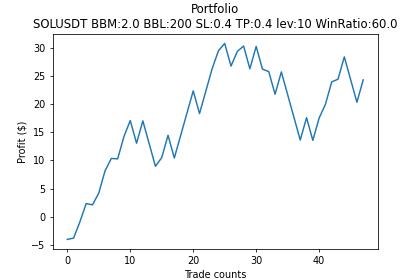 Portfolio
SOLUSDT BBM:2.0 BBL:200 SL:0.4 TP:0.4 lev:10 WinRatio:60.0
30
25
20
15
10
5
0
−5
Profit ($)
0 10 20 30 40
Trade counts